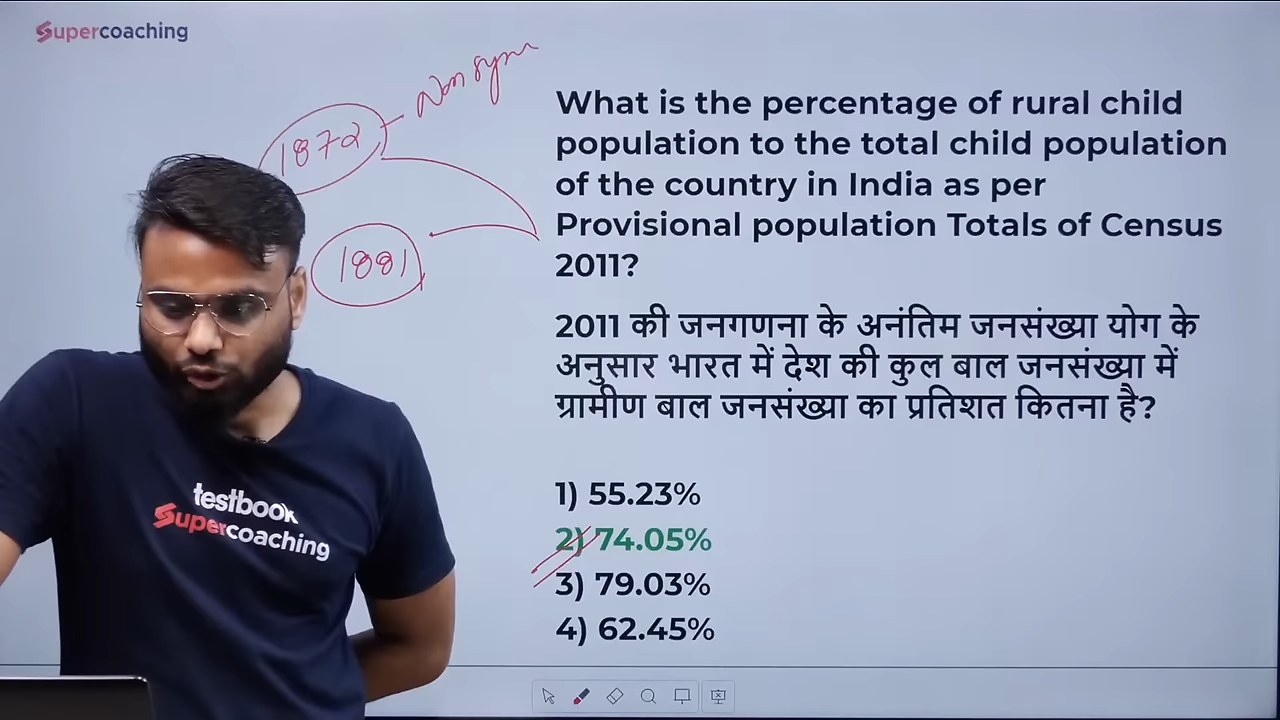 Supercoaching
Non syn
1872
1881
What is the percentage of rural child
population to the total child population
of the country in India as per
Provisional population Totals of Census
2011?
2011 की जनगणना के अनंतिम जनसंख्या योग के
अनुसार भारत में देश की कुल बाल जनसंख्या में
ग्रामीण बाल जनसंख्या का प्रतिशत कितना है?
1) 55.23%
2) 74.05%
3) 79.03%
4) 62.45%
testbook
Supercoaching